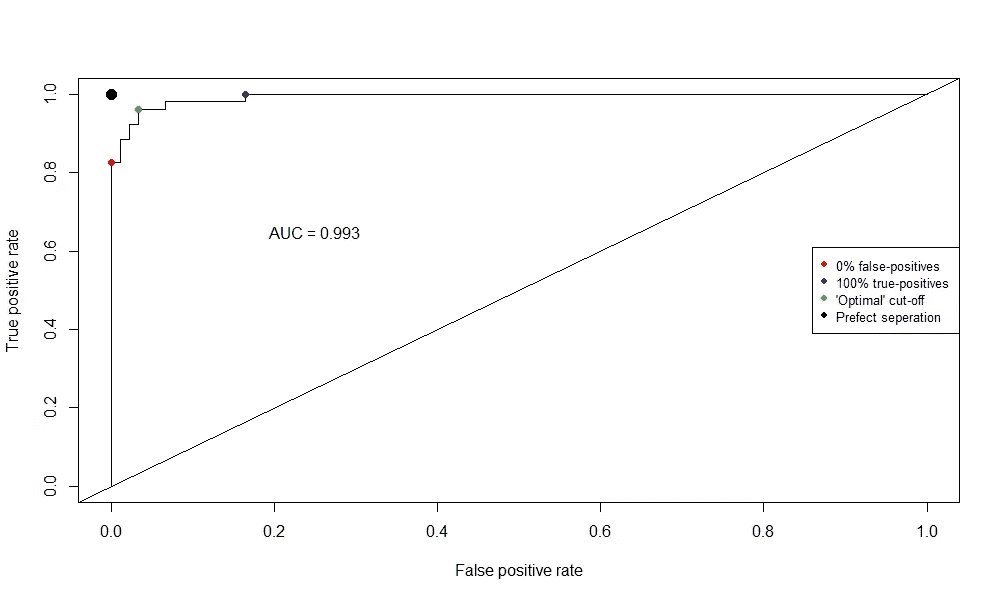 True positive rate
1.0
0.8
0.6
0.4
0.2
0.0
AUC = 0.993
0% false-positives
100% true-positives
'Optimal' cut-off
Prefect seperation
0.0 0.2 0.4 0.6 0.8 1.0
False positive rate